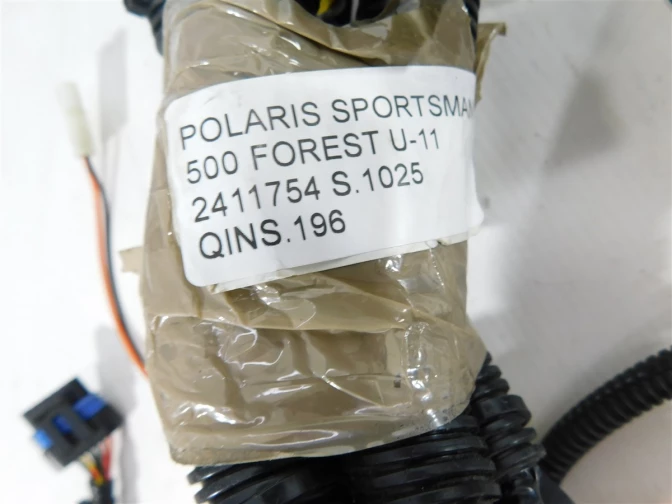 POLARIS SPORTSMAN
500 FOREST U-11
2411754 S.1025
QINS.196